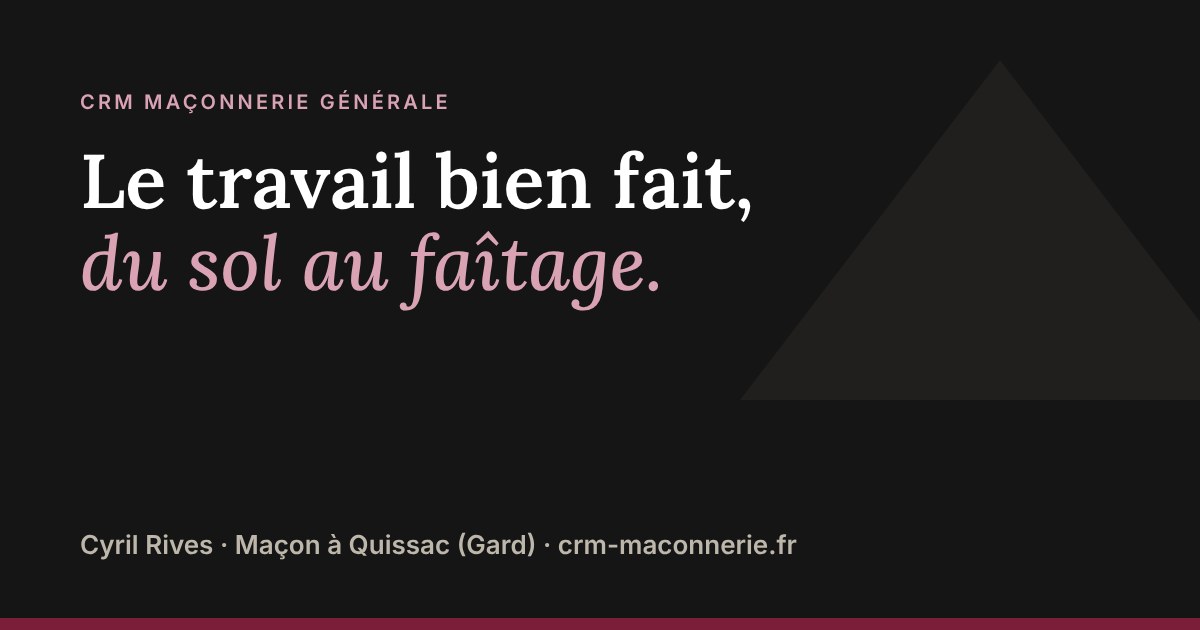 CRM MAÇONNERIE GÉNÉRALE
Le travail bien fait,
du sol au faîtage.
Cyril Rives · Maçon à Quissac (Gard) · crm-maconnerie.fr